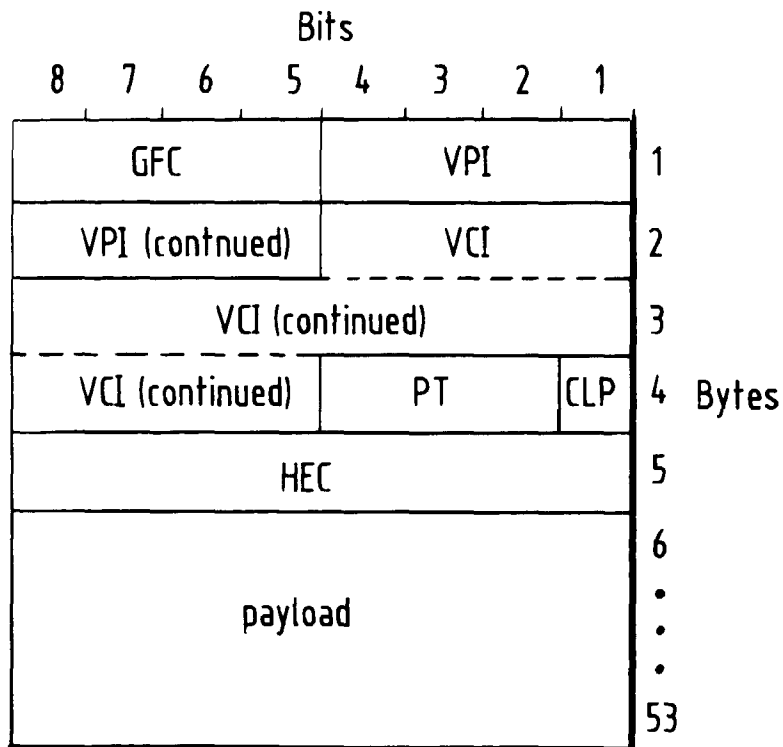 Bits
8 7 6 5 4 3 2 1
GFC VPI 1
VPI (contnued) VCI 2
VCI (continued) 3
VCI (continued) PT CLP 4 Bytes
HEC 5
6
payload
53